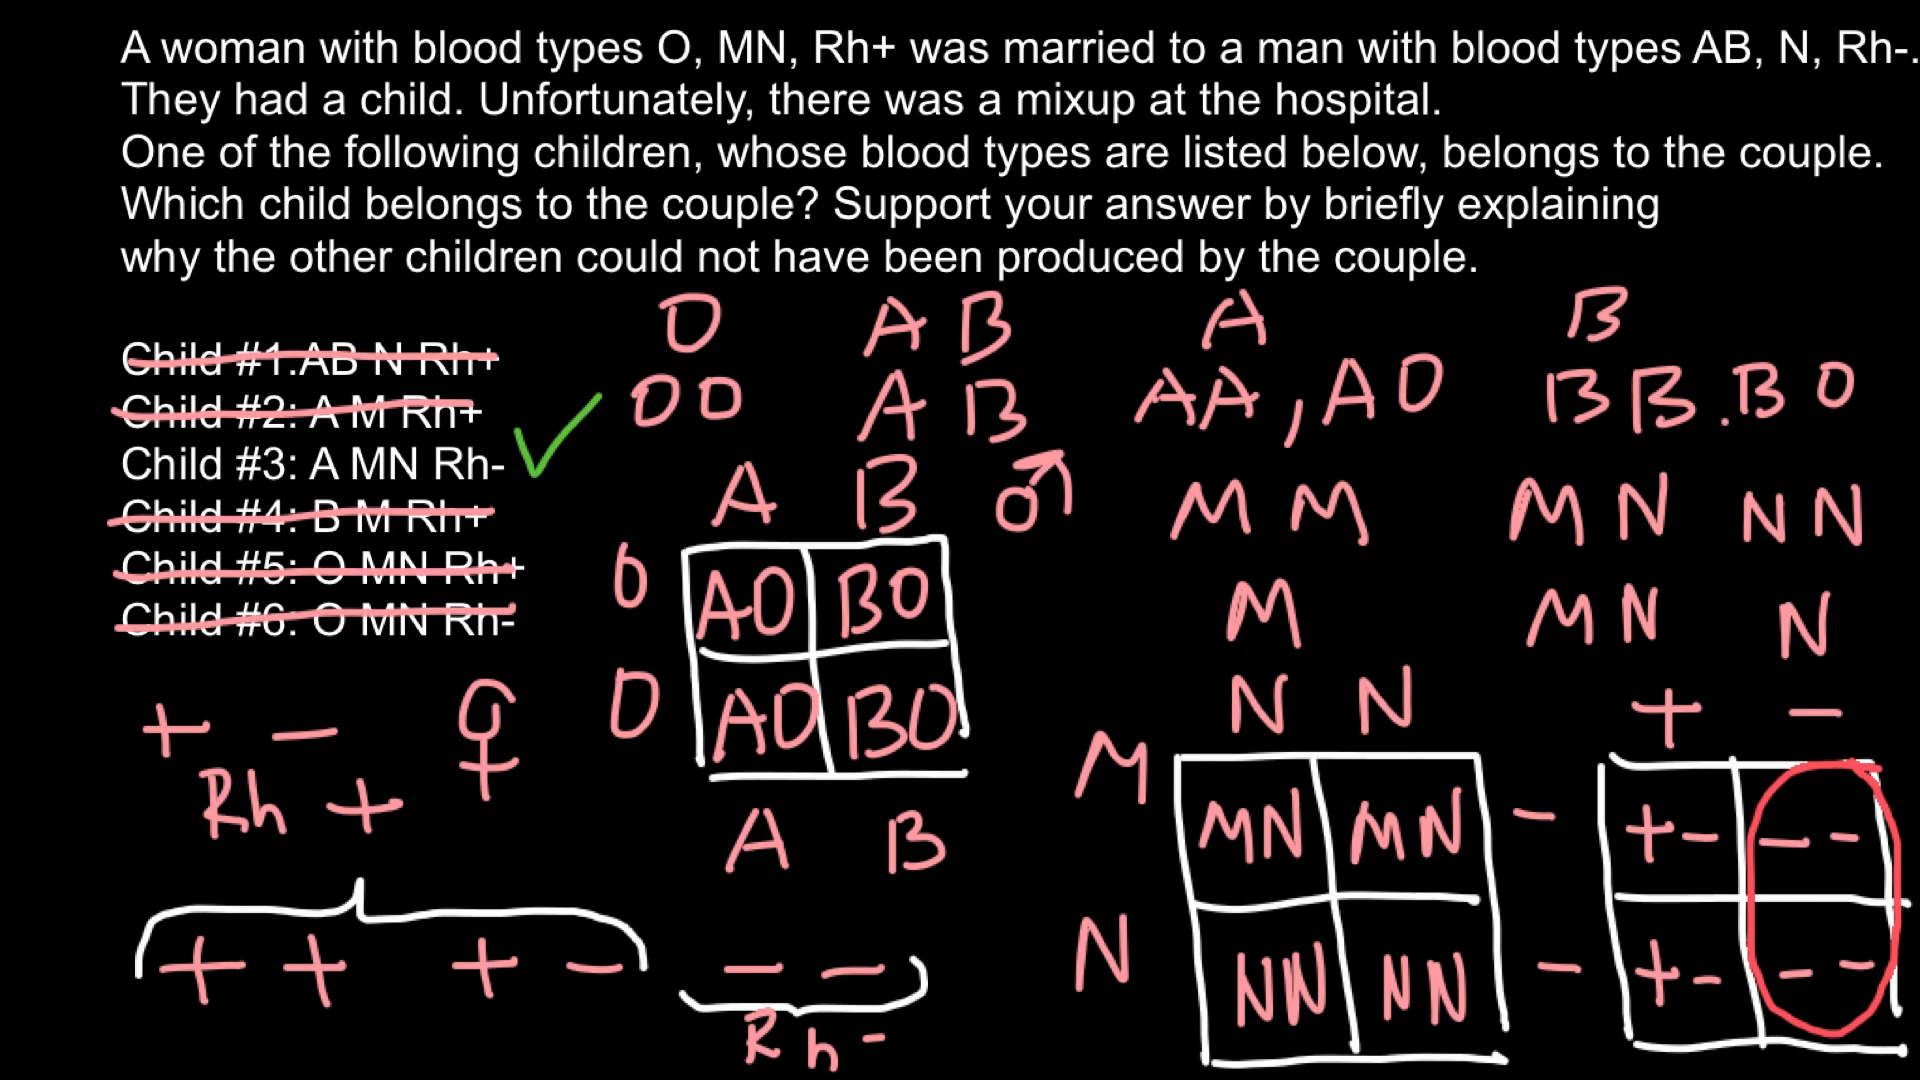 A woman with blood types O, MN, Rh+ was married to a man with blood types AB, N, Rh-.
They had a child. Unfortunately, there was a mixup at the hospital.
One of the following children, whose blood types are listed below, belongs to the couple.
Which child belongs to the couple? Support your answer by briefly explaining
why the other children could not have been produced by the couple.
O A B A B
Child #1:AB N Rh+
Child #2: A M Rh+ OO A B AA, AO BB.BO
Child #3: A MN Rh-
A B ♂ MM MN NN
Child #4: B M Rh+
Child #5: O MN Rh+
O AO BO M MN N
Child #6: O MN Rh-
+ - ♀ O AO BO N N + -
Rh +
M MN MN - +- --
A B
N NN NN - +- --
++ +- --
Rh-